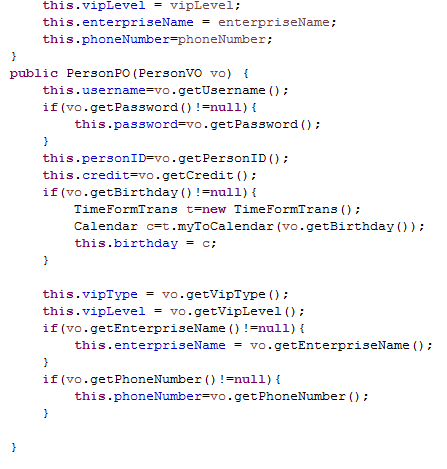 this.vipLevel = vipLevel;
    this.enterpriseName = enterpriseName;
    this.phoneNumber=phoneNumber;
}
public PersonPO(PersonVO vo) {
    this.username=vo.getUsername();
    if(vo.getPassword()!=null){
        this.password=vo.getPassword();
    }
    this.personID=vo.getPersonID();
    this.credit=vo.getCredit();
    if(vo.getBirthday()!=null){
        TimeFormTrans t=new TimeFormTrans();
        Calendar c=t.myToCalendar(vo.getBirthday());
        this.birthday = c;
    }

    this.vipType = vo.getVipType();
    this.vipLevel = vo.getVipLevel();
    if(vo.getEnterpriseName()!=null){
        this.enterpriseName = vo.getEnterpriseName();
    }
    if(vo.getPhoneNumber()!=null){
        this.phoneNumber=vo.getPhoneNumber();
    }

}